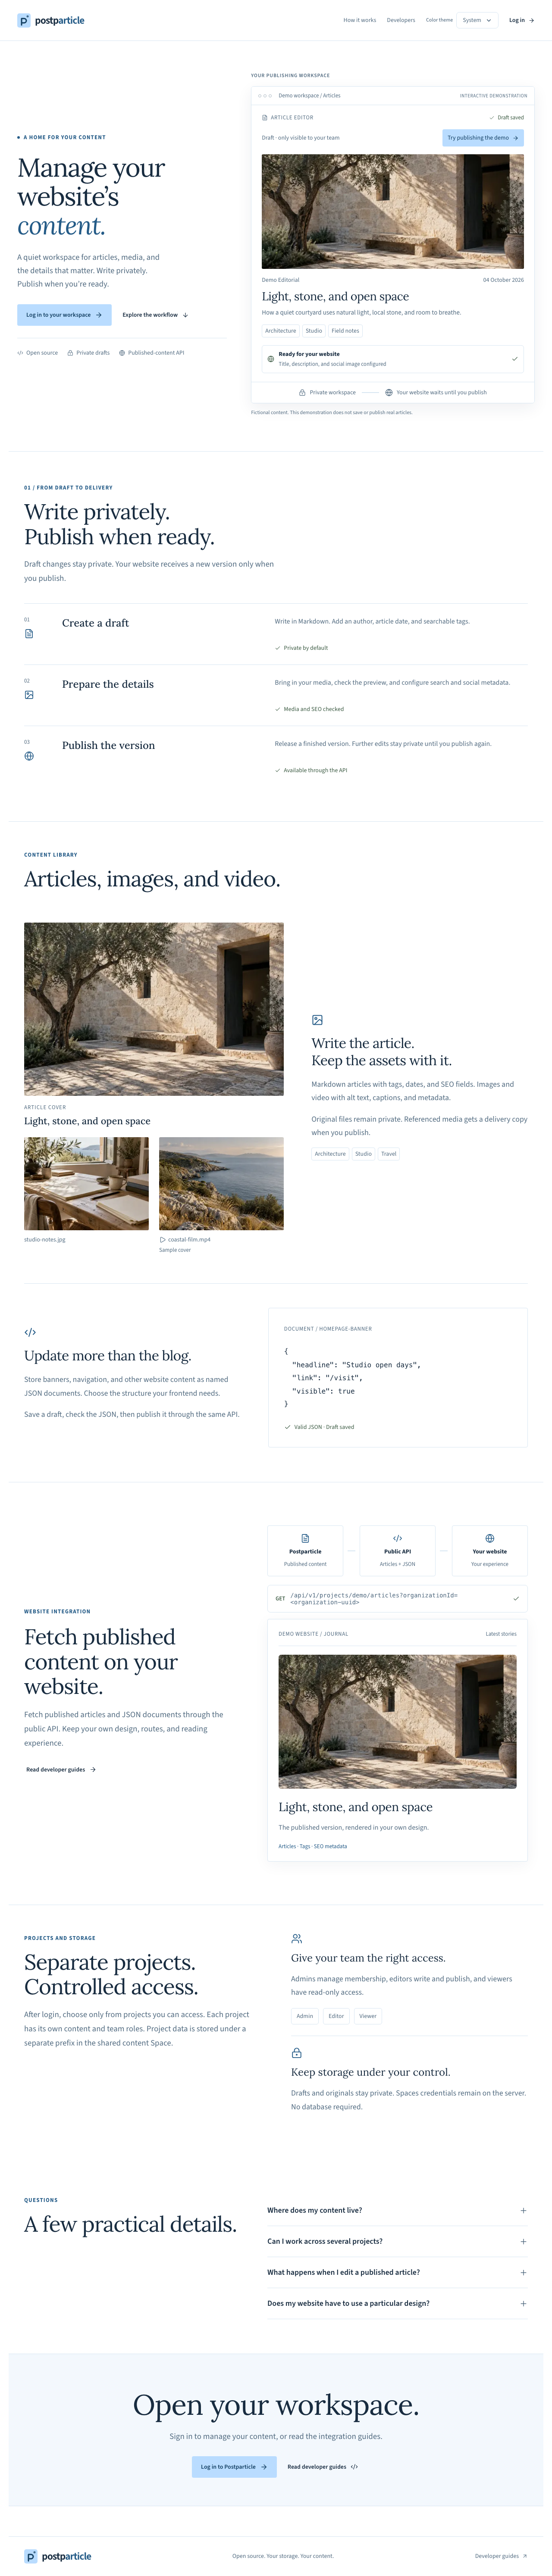 postparticle
How it works
Developers
Color theme
System
Log in
A HOME FOR YOUR CONTENT
Manage your
website's
content.
A quiet workspace for articles, media, and
the details that matter. Write privately.
Publish when you're ready.
Log in to your workspace
Explore the workflow
Open source
Private drafts
Published-content API
YOUR PUBLISHING WORKSPACE
Demo workspace / Articles
INTERACTIVE DEMONSTRATION
ARTICLE EDITOR
Draft saved
Draft · only visible to your team
Try publishing the demo
Demo Editorial
04 October 2026
Light, stone, and open space
How a quiet courtyard uses natural light, local stone, and room to breathe.
Architecture
Studio
Field notes
Ready for your website
Title, description, and social image configured
Private workspace
Your website waits until you publish
Fictional content. This demonstration does not save or publish real articles.
01 / FROM DRAFT TO DELIVERY
Write privately.
Publish when ready.
Draft changes stay private. Your website receives a new version only when
you publish.
01
Create a draft
Write in Markdown. Add an author, article date, and searchable tags.
Private by default
02
Prepare the details
Bring in your media, check the preview, and configure search and social metadata.
Media and SEO checked
03
Publish the version
Release a finished version. Further edits stay private until you publish again.
Available through the API
CONTENT LIBRARY
Articles, images, and video.
ARTICLE COVER
Light, stone, and open space
studio-notes.jpg
coastal-film.mp4
Sample cover
Write the article.
Keep the assets with it.
Markdown articles with tags, dates, and SEO fields. Images and
video with alt text, captions, and metadata.
Original files remain private. Referenced media gets a delivery copy
when you publish.
Architecture
Studio
Travel
Update more than the blog.
Store banners, navigation, and other website content as named
JSON documents. Choose the structure your frontend needs.
Save a draft, check the JSON, then publish it through the same API.
DOCUMENT / HOMEPAGE-BANNER
{
"headline": "Studio open days",
"link": "/visit",
"visible": true
}
Valid JSON · Draft saved
WEBSITE INTEGRATION
Fetch published
content on your
website.
Fetch published articles and JSON documents through the
public API. Keep your own design, routes, and reading
experience.
Read developer guides
Postparticle
Published content
Public API
Articles + JSON
Your website
Your experience
GET
/api/v1/projects/demo/articles?organizationId=
<organization-uuid>
DEMO WEBSITE / JOURNAL
Latest stories
Light, stone, and open space
The published version, rendered in your own design.
Articles · Tags · SEO metadata
PROJECTS AND STORAGE
Separate projects.
Controlled access.
After login, choose only from projects you can access. Each project
has its own content and team roles. Project data is stored under a
separate prefix in the shared content Space.
Give your team the right access.
Admins manage membership, editors write and publish, and viewers
have read-only access.
Admin
Editor
Viewer
Keep storage under your control.
Drafts and originals stay private. Spaces credentials remain on the server.
No database required.
QUESTIONS
A few practical details.
Where does my content live?
Can I work across several projects?
What happens when I edit a published article?
Does my website have to use a particular design?
Open your workspace.
Sign in to manage your content, or read the integration guides.
Log in to Postparticle
Read developer guides
postparticle
Open source. Your storage. Your content.
Developer guides